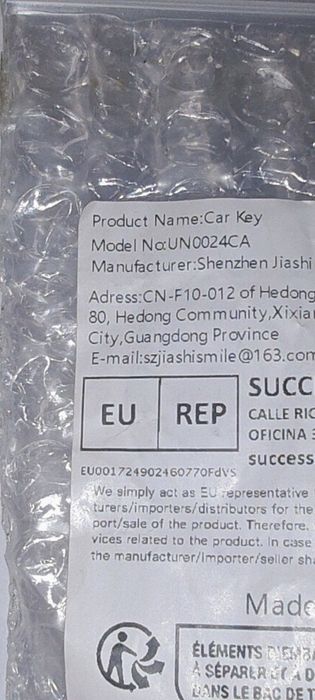 Product Name:Car Key
Model No:UN0024CA
Manufacturer:Shenzhen Jiashi
Adress:CN-F10-012 of Hedong
80, Hedong Community,Xixia
City,Guangdong Province
E-mail:szjiashismile@163.com
EU REP
SUCC
CALLE RIC
OFICINA
success
EU001724902460770FdVS
We simply act as EU representative
turers/importers/distributors for the
port/sale of the product. Therefore,
vices related to the product. In case
the manufacturer/importer/seller sh
Made
ÉLÉMENTS D'EMBA
À SÉPARER ET À D
DANS LE BAC DE T